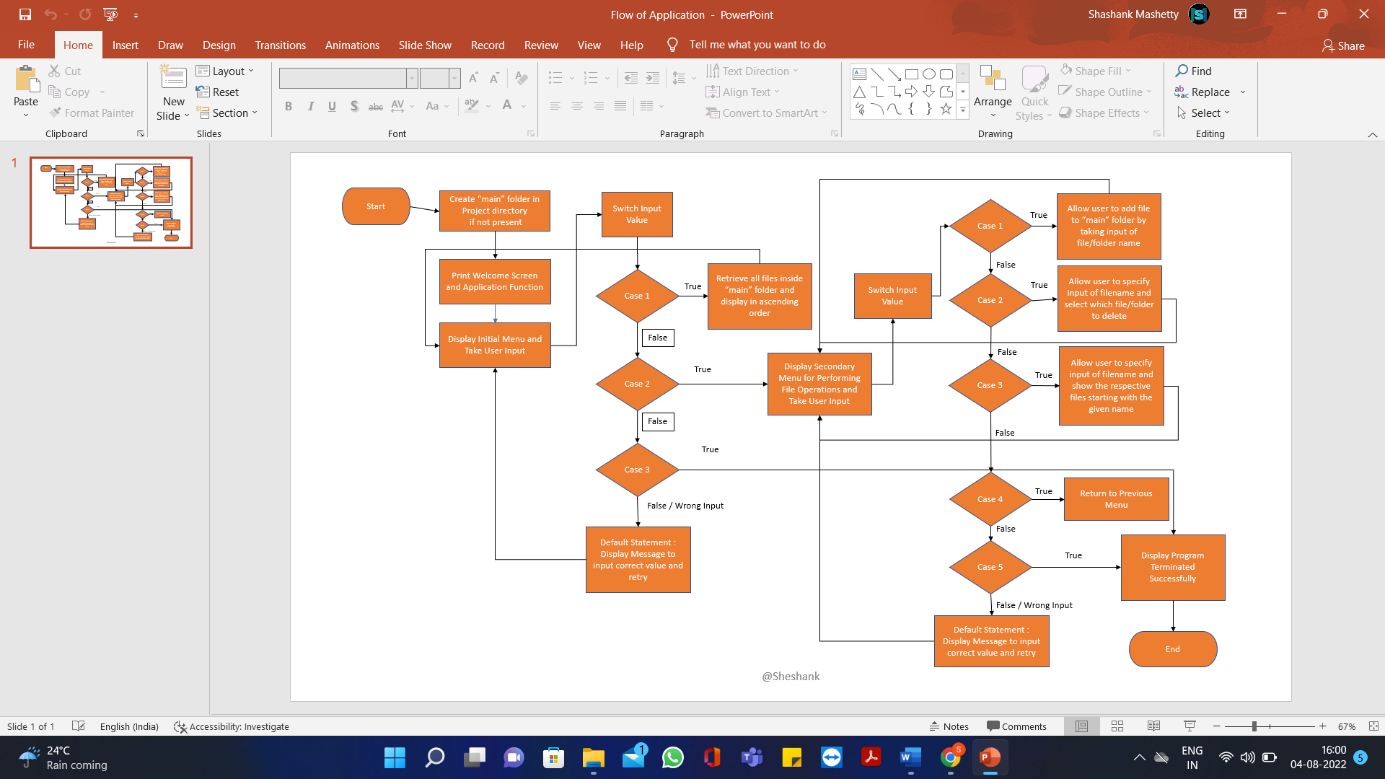 Flow of Application - PowerPoint
Shashank Mashetty
File
Home
Insert
Draw
Design
Transitions
Animations
Slide Show
Record
Review
View
Help
Tell me what you want to do
Share
Paste
Cut
Copy
Format Painter
Clipboard
New
Slide
Layout
Reset
Section
Slides
Font
Text Direction
Align Text
Convert to SmartArt
Paragraph
Arrange
Quick
Styles
Shape Fill
Shape Outline
Shape Effects
Drawing
Find
Replace
Select
Editing
1
Start
Create "main" folder in
Project directory
if not present
Print Welcome Screen
and Application Function
Display Initial Menu and
Take User Input
Switch Input
Value
Case 1
True
Retrieve all files inside
"main" folder and
display in ascending
order
False
Case 2
True
False
Case 3
True
False / Wrong Input
Default Statement :
Display Message to
input correct value and
retry
Display Secondary
Menu for Performing
File Operations and
Take User Input
Switch Input
Value
Case 1
True
Allow user to add file
to "main" folder by
taking input of
file/folder name
False
Case 2
True
Allow user to specify
input of filename and
select which file/folder
to delete
False
Case 3
True
Allow user to specify
input of filename and
show the respective
files starting with the
given name
False
Case 4
True
Return to Previous
Menu
False
Case 5
True
Display Program
Terminated
Successfully
False / Wrong Input
Default Statement :
Display Message to input
correct value and retry
End
@Sheshank
Slide 1 of 1
English (India)
Accessibility: Investigate
Notes
Comments
67%
24°C
Rain coming
1
5
ENG
IN
16:00
04-08-2022
5